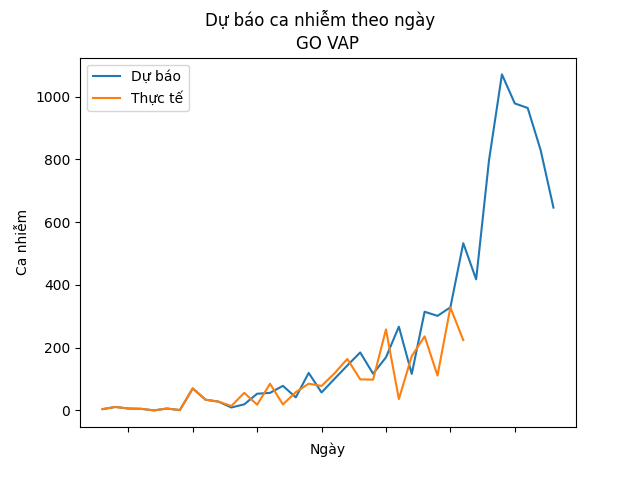 Dự báo ca nhiễm theo ngày
GO VAP
Dự báo
Thực tế
1000
800
600
400
200
0
Ca nhiễm
Ngày